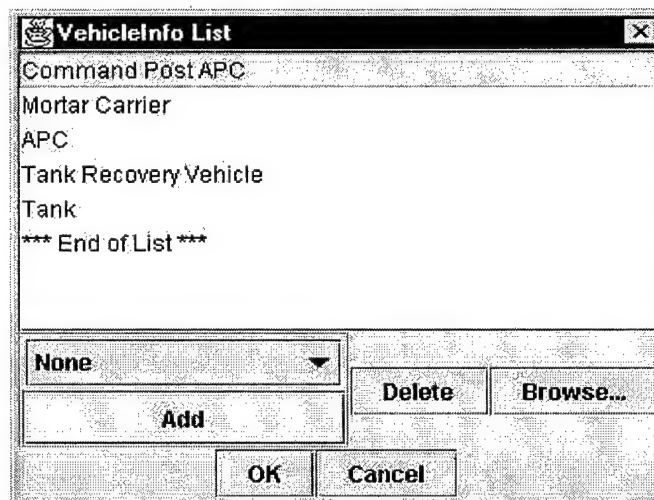 VehicleInfo List
Command Post APC
Mortar Carrier
APC
Tank Recovery Vehicle
Tank
*** End of List ***
None
Delete
Browse...
Add
OK
Cancel